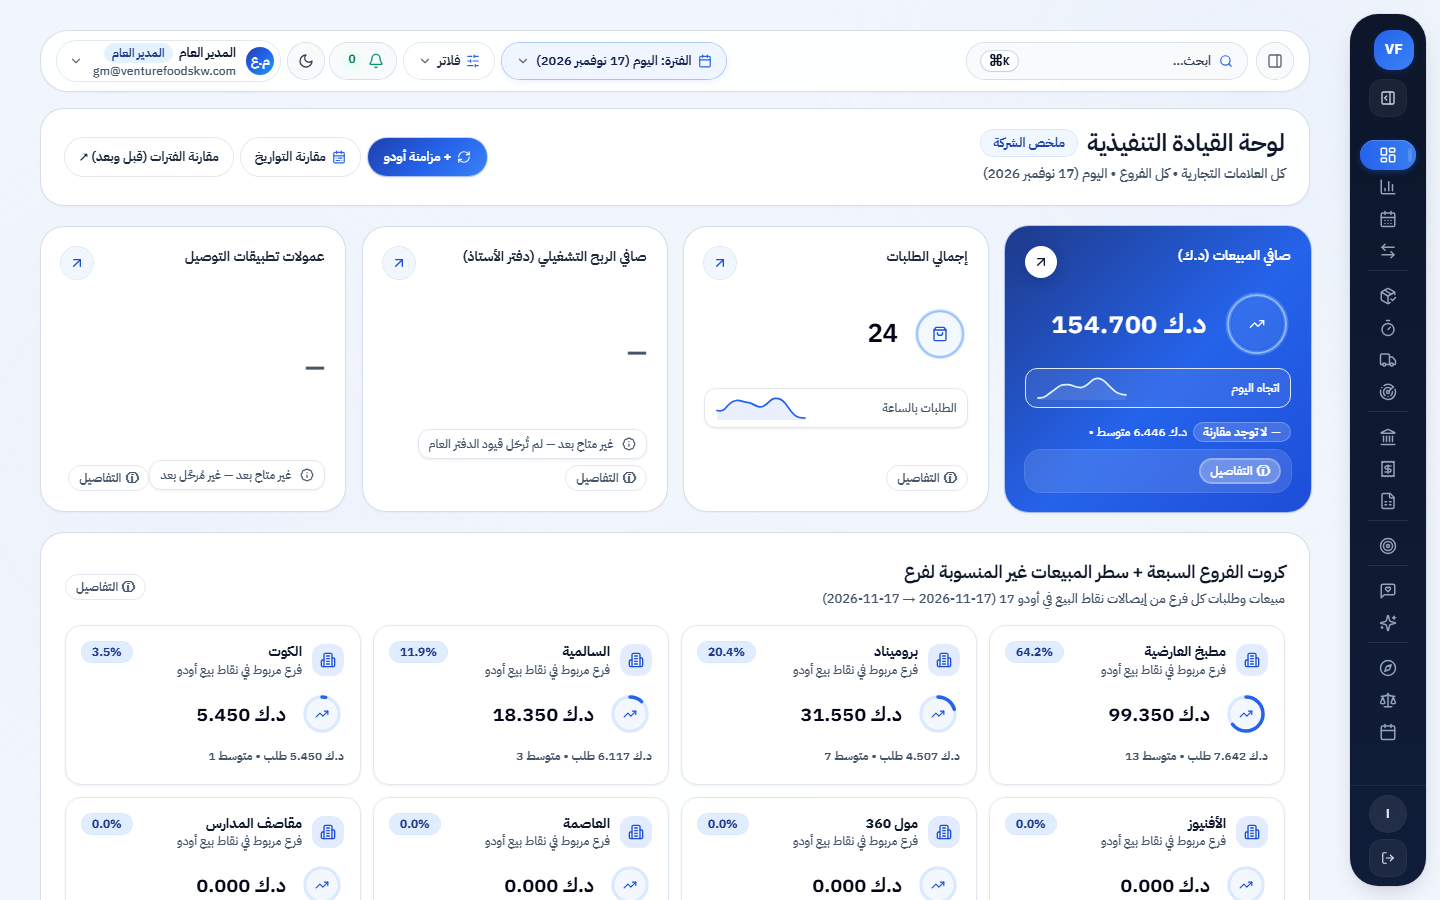 VF
ابحث...
⌘K
الفترة: اليوم (17 نوفمبر 2026)
فلاتر
0
م.ع
المدير العام
المدير العام
gm@venturefoodskw.com
لوحة القيادة التنفيذية
ملخص الشركة
كل العلامات التجارية • كل الفروع • اليوم (17 نوفمبر 2026)
+ مزامنة أودو
مقارنة التواريخ
مقارنة الفترات (قبل وبعد) ↗
صافي المبيعات (د.ك)
د.ك 154.700
اتجاه اليوم
— لا توجد مقارنة
د.ك 6.446 متوسط •
التفاصيل
إجمالي الطلبات
24
الطلبات بالساعة
التفاصيل
صافي الربح التشغيلي (دفتر الأستاذ)
—
غير متاح بعد — لم تُرحّل قيود الدفتر العام
التفاصيل
عمولات تطبيقات التوصيل
—
غير متاح بعد — غير مُرحَّل بعد
التفاصيل
كروت الفروع السبعة + سطر المبيعات غير المنسوبة لفرع
مبيعات وطلبات كل فرع من إيصالات نقاط البيع في أودو 17 (2026-11-17 → 2026-11-17)
التفاصيل
مطبخ العارضية
فرع مربوط في نقاط بيع أودو
64.2%
د.ك 99.350
د.ك 7.642 طلب • متوسط 13
بروميناد
فرع مربوط في نقاط بيع أودو
20.4%
د.ك 31.550
د.ك 4.507 طلب • متوسط 7
السالمية
فرع مربوط في نقاط بيع أودو
11.9%
د.ك 18.350
د.ك 6.117 طلب • متوسط 3
الكوت
فرع مربوط في نقاط بيع أودو
3.5%
د.ك 5.450
د.ك 5.450 طلب • متوسط 1
الأفنيوز
فرع مربوط في نقاط بيع أودو
0.0%
د.ك 0.000
مول 360
فرع مربوط في نقاط بيع أودو
0.0%
د.ك 0.000
العاصمة
فرع مربوط في نقاط بيع أودو
0.0%
د.ك 0.000
مقاصف المدارس
فرع مربوط في نقاط بيع أودو
0.0%
د.ك 0.000
I